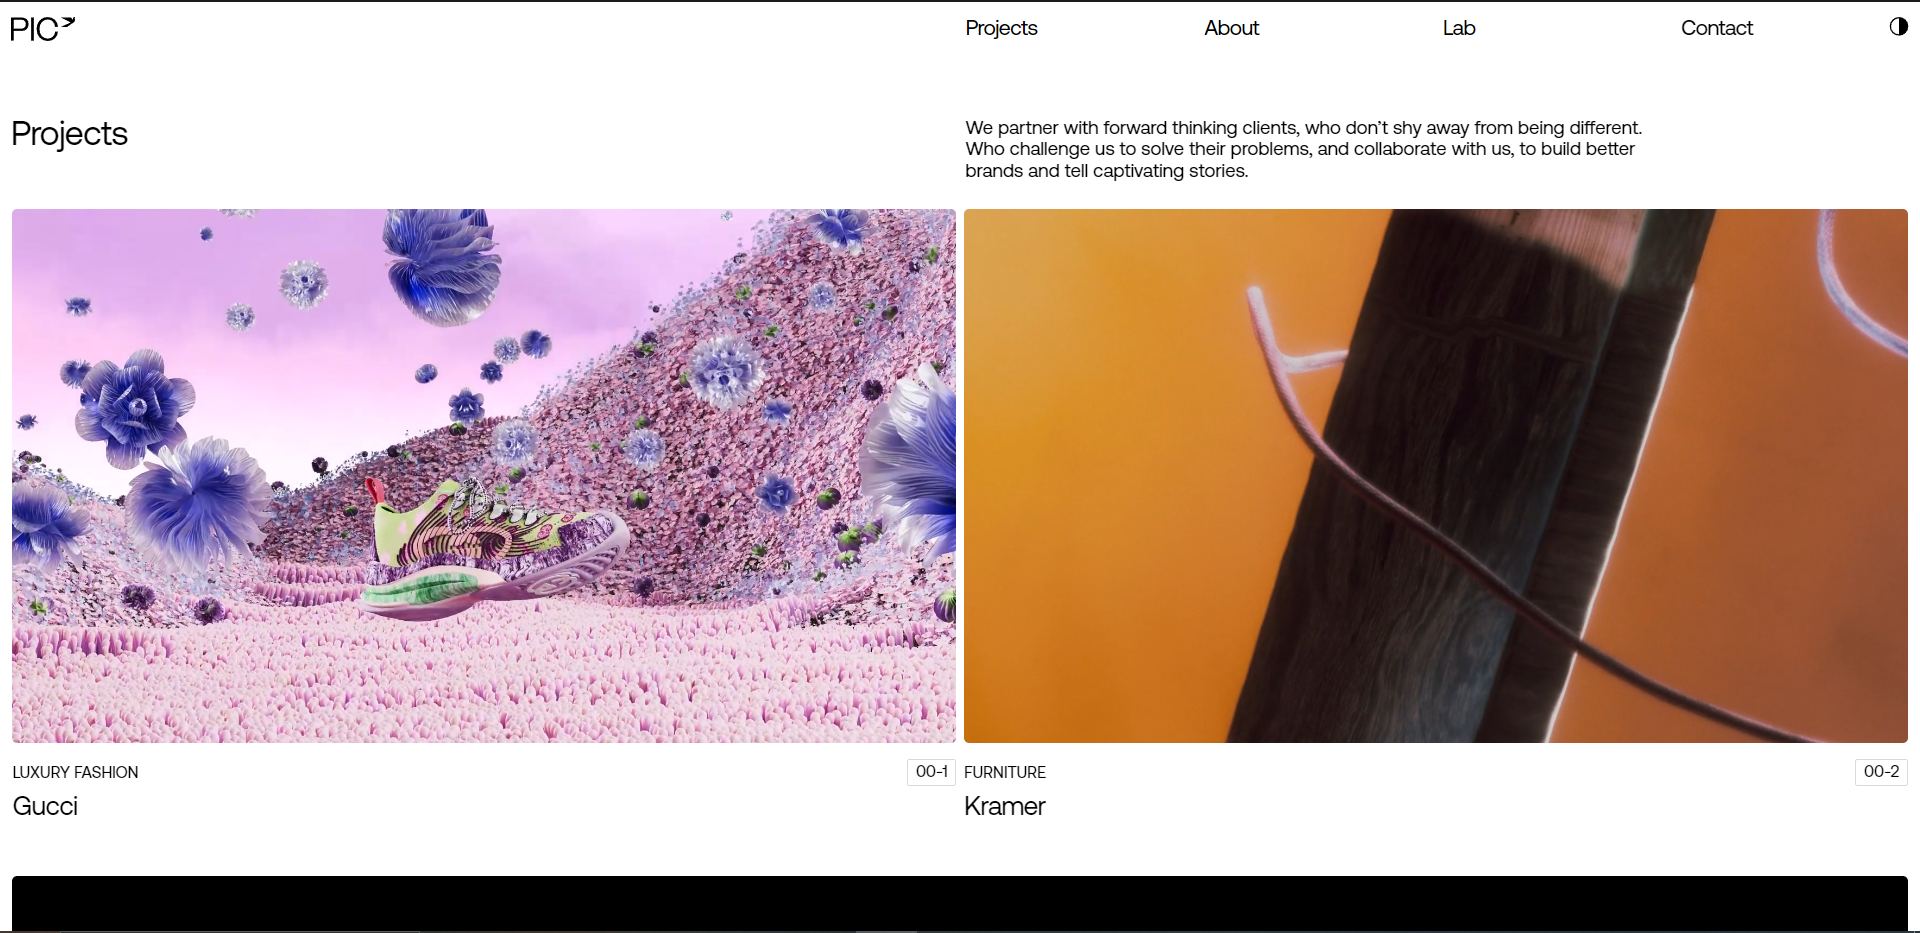 PIC
Projects
About
Lab
Contact
Projects
We partner with forward thinking clients, who don’t shy away from being different.
Who challenge us to solve their problems, and collaborate with us, to build better
brands and tell captivating stories.
LUXURY FASHION
00-1
Gucci
FURNITURE
00-2
Kramer